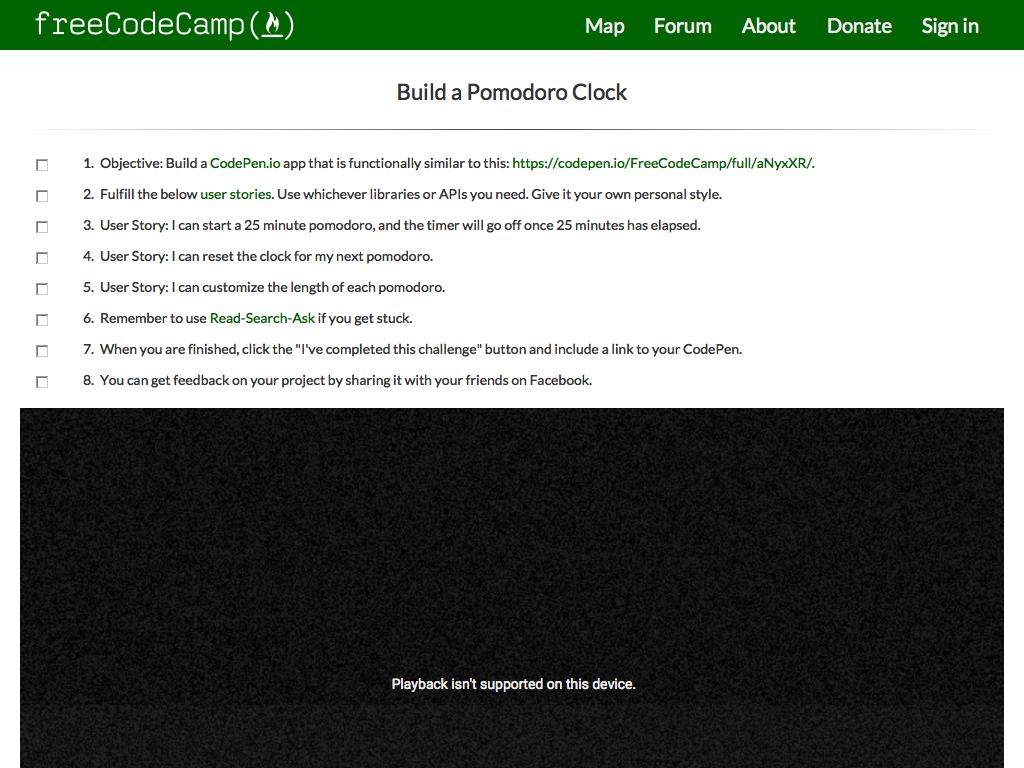 freeCodeCamp(🔥)
Map Forum About Donate Sign in
Build a Pomodoro Clock
1. Objective: Build a CodePen.io app that is functionally similar to this: https://codepen.io/FreeCodeCamp/full/aNyxXR/.
2. Fulfill the below user stories. Use whichever libraries or APIs you need. Give it your own personal style.
3. User Story: I can start a 25 minute pomodoro, and the timer will go off once 25 minutes has elapsed.
4. User Story: I can reset the clock for my next pomodoro.
5. User Story: I can customize the length of each pomodoro.
6. Remember to use Read-Search-Ask if you get stuck.
7. When you are finished, click the "I've completed this challenge" button and include a link to your CodePen.
8. You can get feedback on your project by sharing it with your friends on Facebook.
Playback isn't supported on this device.